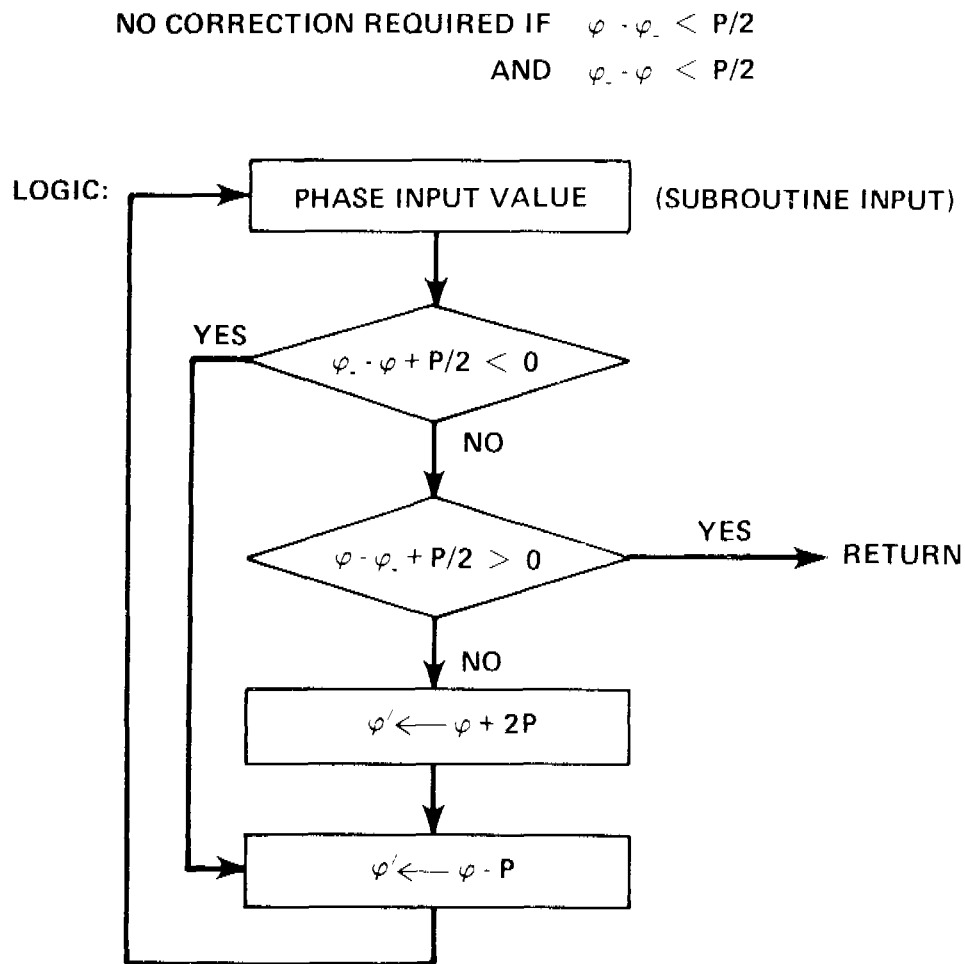 NO CORRECTION REQUIRED IF φ - φ₋ < P/2
AND φ₋ - φ < P/2
LOGIC:
PHASE INPUT VALUE
(SUBROUTINE INPUT)
YES
φ₋ - φ + P/2 < 0
NO
φ - φ₋ + P/2 > 0
YES
RETURN
NO
φ′ ← φ + 2P
φ′ ← φ - P